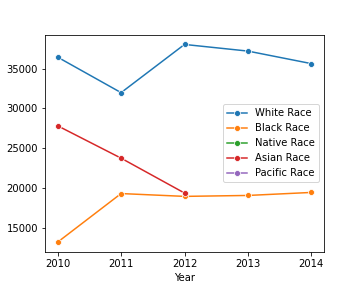 35000
30000
25000
20000
15000
White Race
Black Race
Native Race
Asian Race
Pacific Race
2010 2011 2012 2013 2014
Year